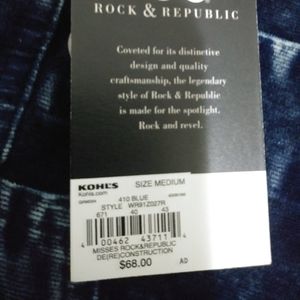 ROCK & REPUBLIC
Coveted for its distinctive
design and quality
craftsmanship, the legendary
style of Rock & Republic
is made for the spotlight.
Rock and revel.
KOHL'S SIZE MEDIUM
Kohls.com
410 BLUE
STYLE WR91Z027R
671 40 43
4 00462 43711 4
MISSES ROCK&REPUBLIC
DE(RE)CONSTRUCTION
$68.00 AD